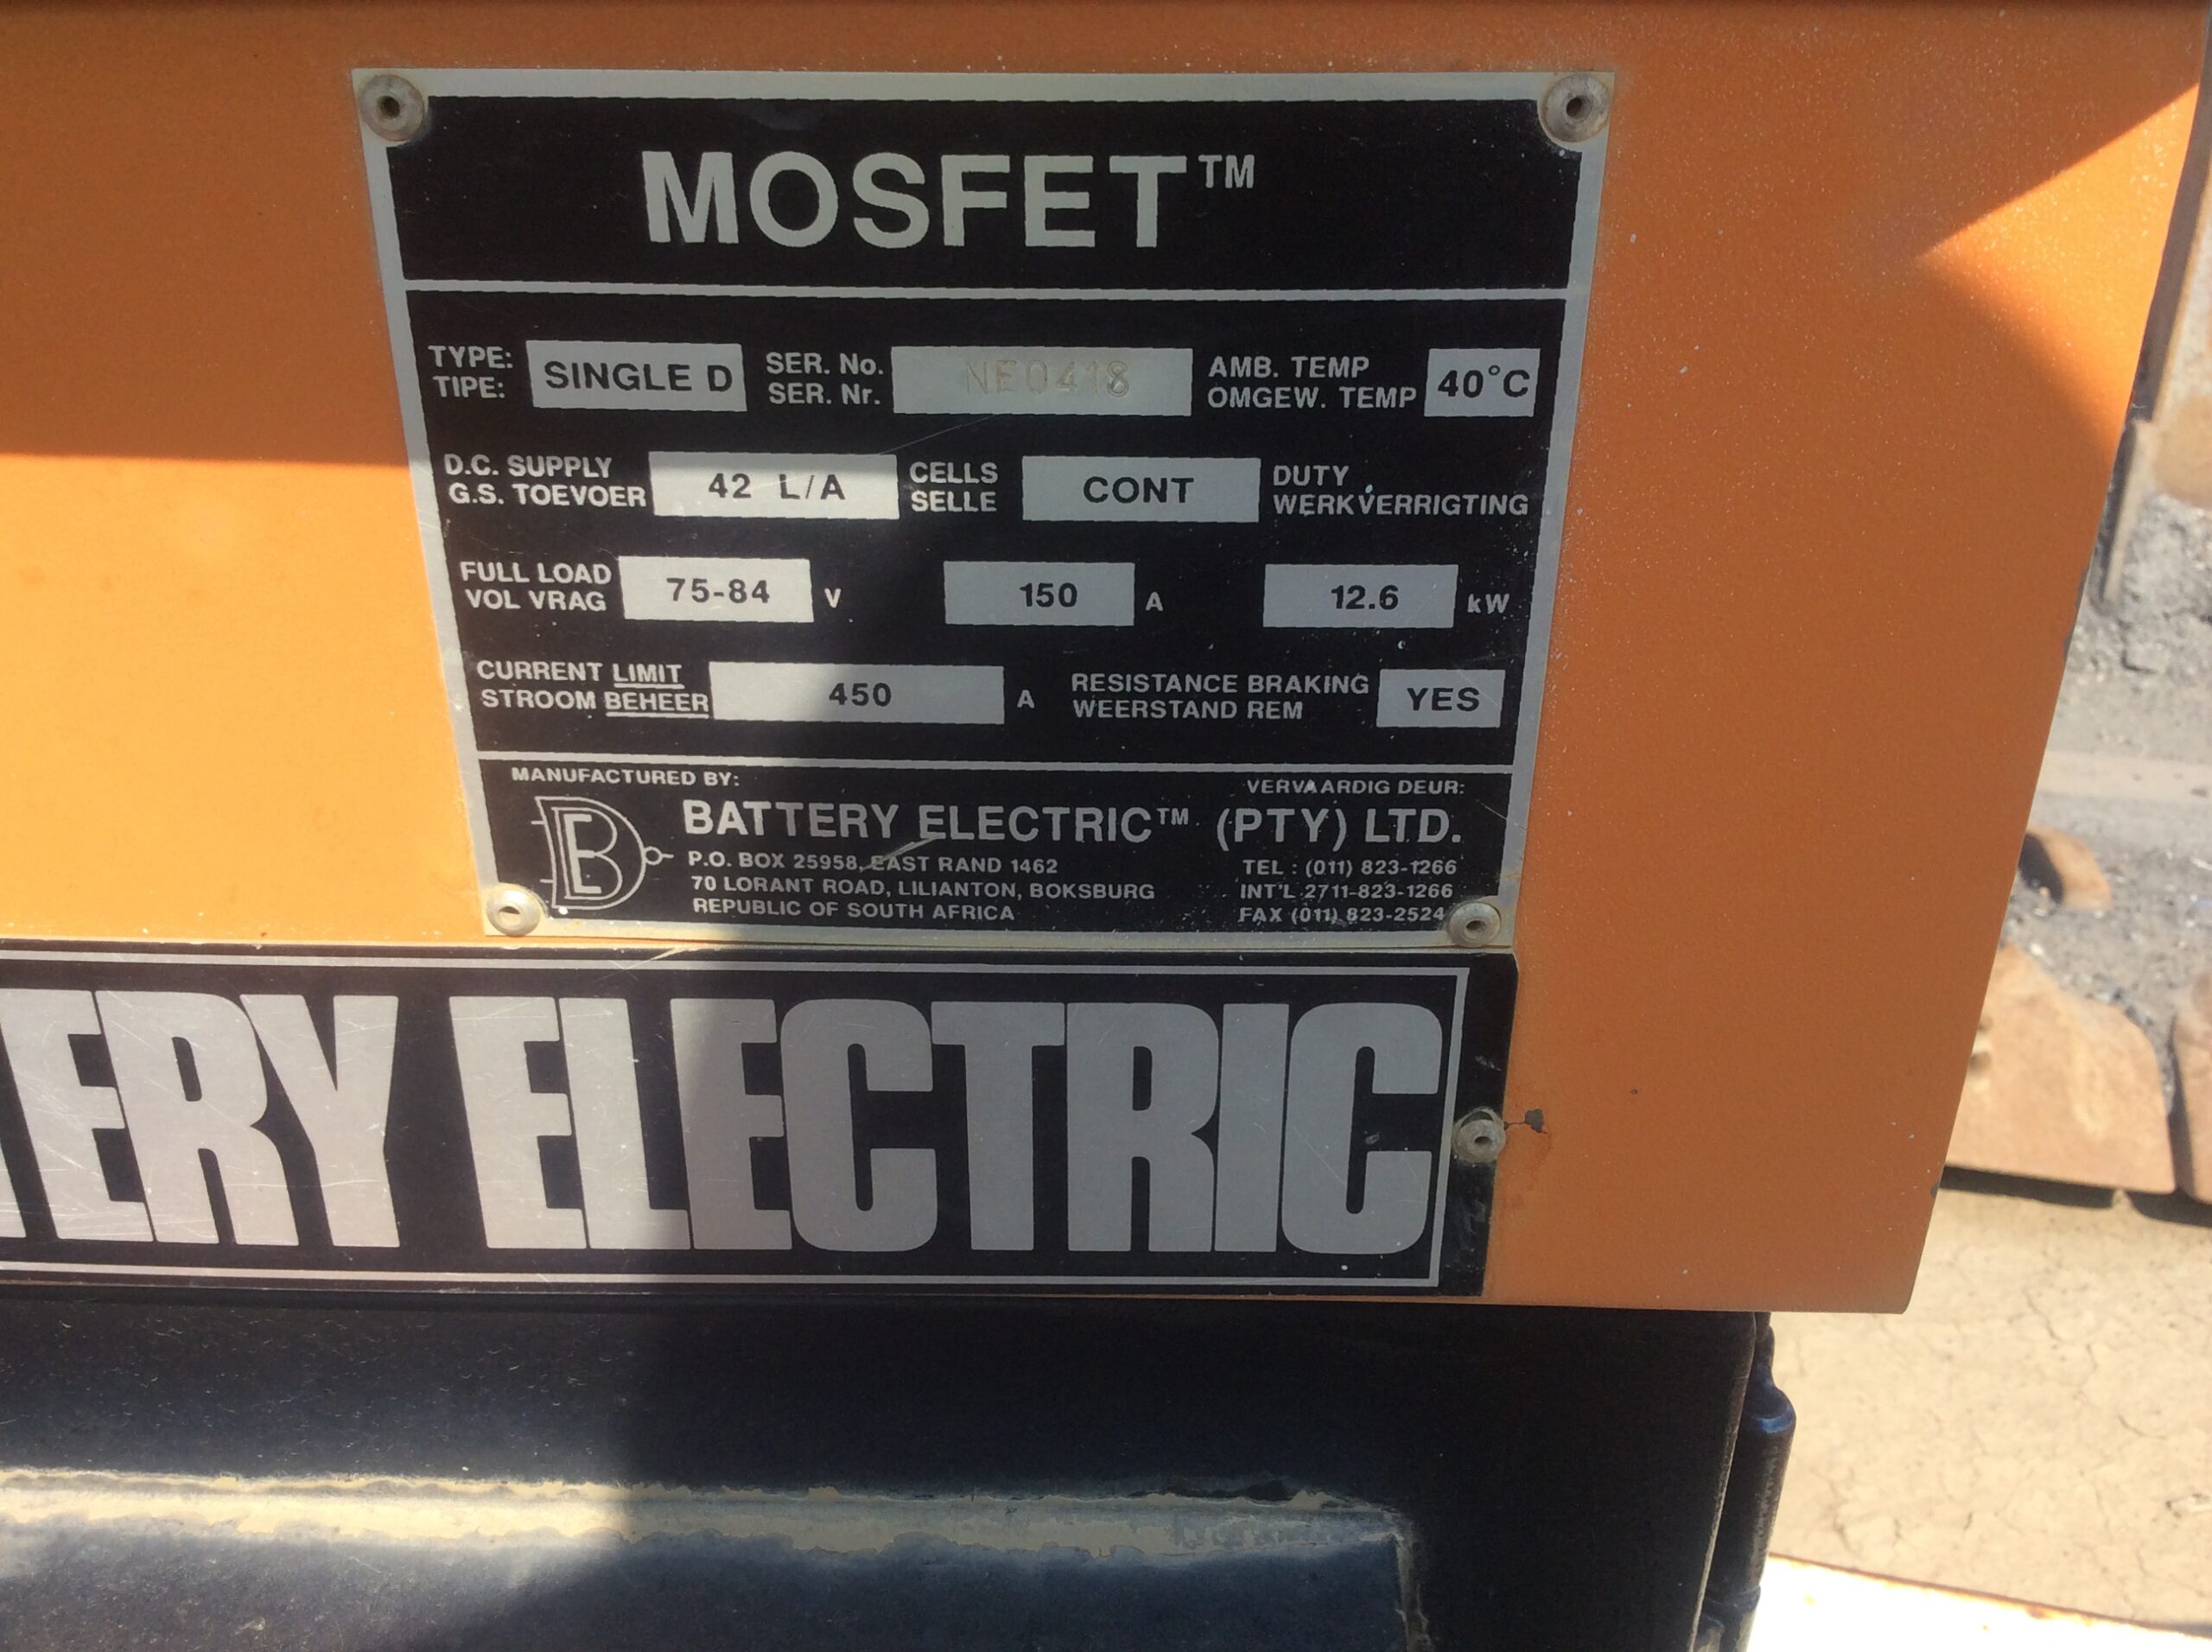 MOSFET™
TYPE: SINGLE D SER. No. NE0418 AMB. TEMP 40°C
TIPE: SER. Nr. OMGEW. TEMP
D.C. SUPPLY 42 L/A CELLS CONT DUTY
G.S. TOEVOER SELLE WERKVERRIGTING
FULL LOAD 75-84 V 150 A 12.6 kW
VOL VRAG
CURRENT LIMIT 450 A RESISTANCE BRAKING YES
STROOM BEHEER WEERSTAND REM
MANUFACTURED BY: VERVAARDIG DEUR:
BE BATTERY ELECTRIC™ (PTY) LTD.
P.O. BOX 25958, EAST RAND 1462 TEL : (011) 823-1266
70 LORANT ROAD, LILIANTON, BOKSBURG INT'L 2711-823-1266
REPUBLIC OF SOUTH AFRICA FAX (011) 823-2524
TERY ELECTRIC